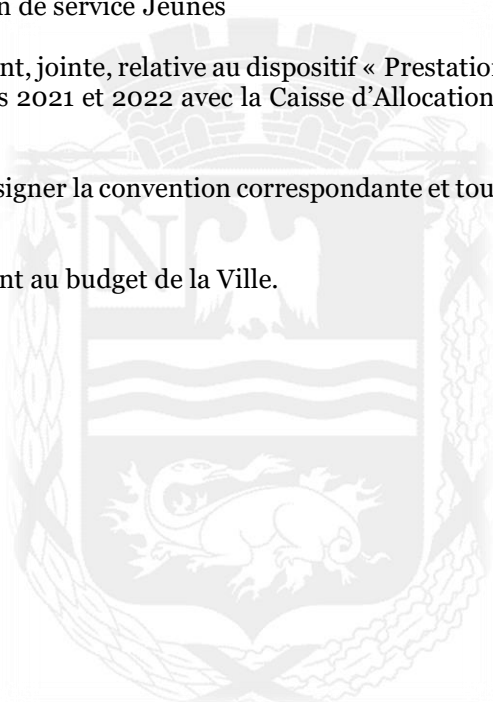 n de service Jeunes
nt, jointe, relative au dispositif « Prestation
s 2021 et 2022 avec la Caisse d’Allocation
signer la convention correspondante et tou
nt au budget de la Ville.
N